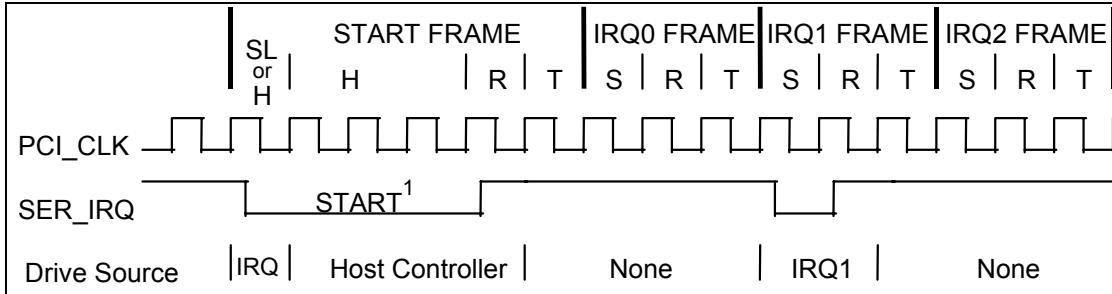 START FRAME IRQ0 FRAME IRQ1 FRAME IRQ2 FRAME
SL
or
H
H R T S R T S R T S R T
PCI_CLK
SER_IRQ START1
Drive Source IRQ Host Controller None IRQ1 None